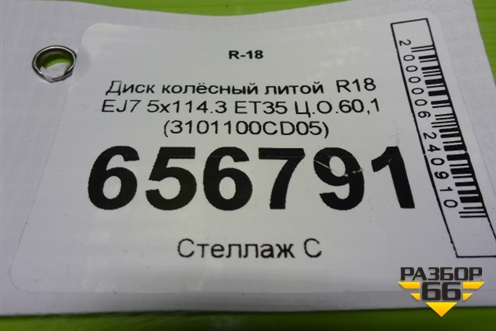 R-18
Диск колёсный литой R18
EJ7 5x114.3 ET35 Ц.О.60,1
(3101100CD05)
656791
Стеллаж С
2000006240910
РАЗБОР
66